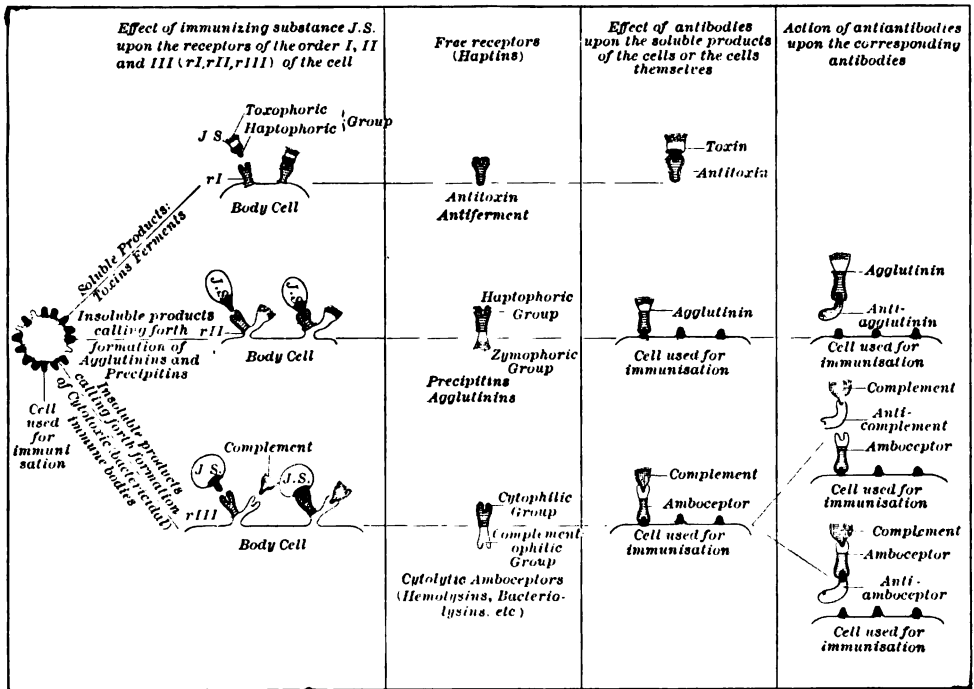 Effect of immunizing substance J.S.
upon the receptors of the order I, II
and III (rI, rII, rIII) of the cell
Free receptors
(Haptins)
Effect of antibodies
upon the soluble products
of the cells or the cells
themselves
Action of antiantibodies
upon the corresponding
antibodies
Toxophoric
Haptophoric
Group
J.S.
rI
Body Cell
Antitoxin
Antiferment
Toxin
Antitoxin
Soluble Products:
Toxins Ferments
Insoluble products
calling forth
formation of
Agglutinins and
Precipitins
rII
J.S.
J.S.
Body Cell
Haptophoric
Group
Zymophoric
Group
Precipitins
Agglutinins
Agglutinin
Cell used for
immunisation
Agglutinin
Anti-
agglutinin
Cell used for
immunisation
Cell
used
for
immuni
sation
Insoluble products
calling forth formation
of Cytotoxic (bactericidal)
immune bodies
rIII
J.S.
Complement
J.S.
Body Cell
Cytophilic
Group
Complement
ophilic
Group
Cytolytic Amboceptors
(Hemolysins, Bacterio-
lysins. etc)
Complement
Amboceptor
Cell used for
immunisation
Complement
Anti-
complement
Amboceptor
Cell used for
immunisation
Complement
Amboceptor
Anti-
amboceptor
Cell used for
immunisation